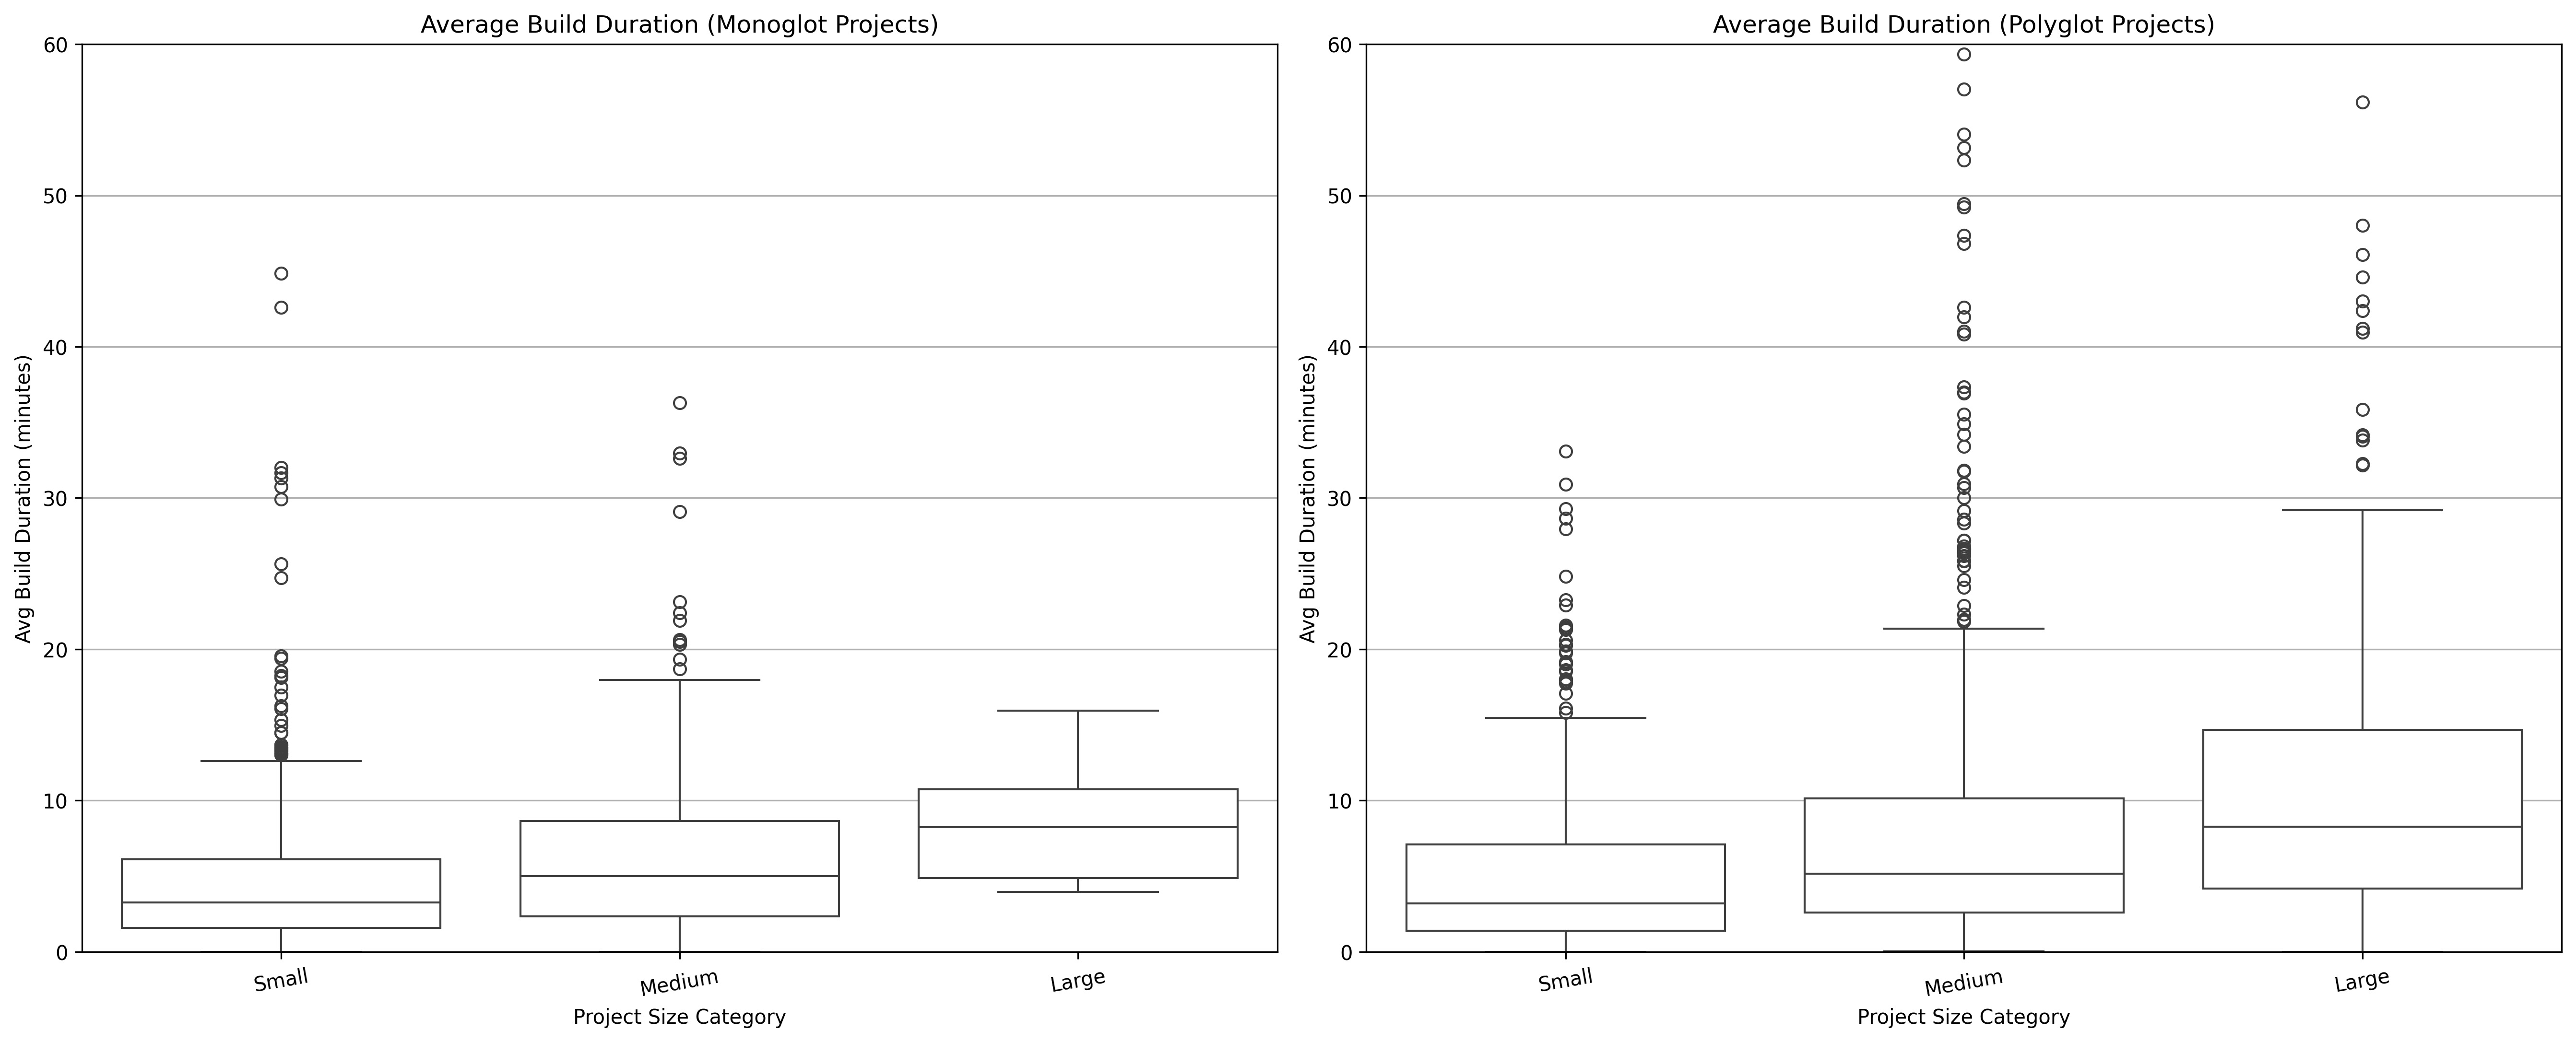 Average Build Duration (Monoglot Projects)
60
50
40
30
20
10
0
Avg Build Duration (minutes)
Small
Medium
Large
Project Size Category
Average Build Duration (Polyglot Projects)
60
50
40
30
20
10
0
Avg Build Duration (minutes)
Small
Medium
Large
Project Size Category